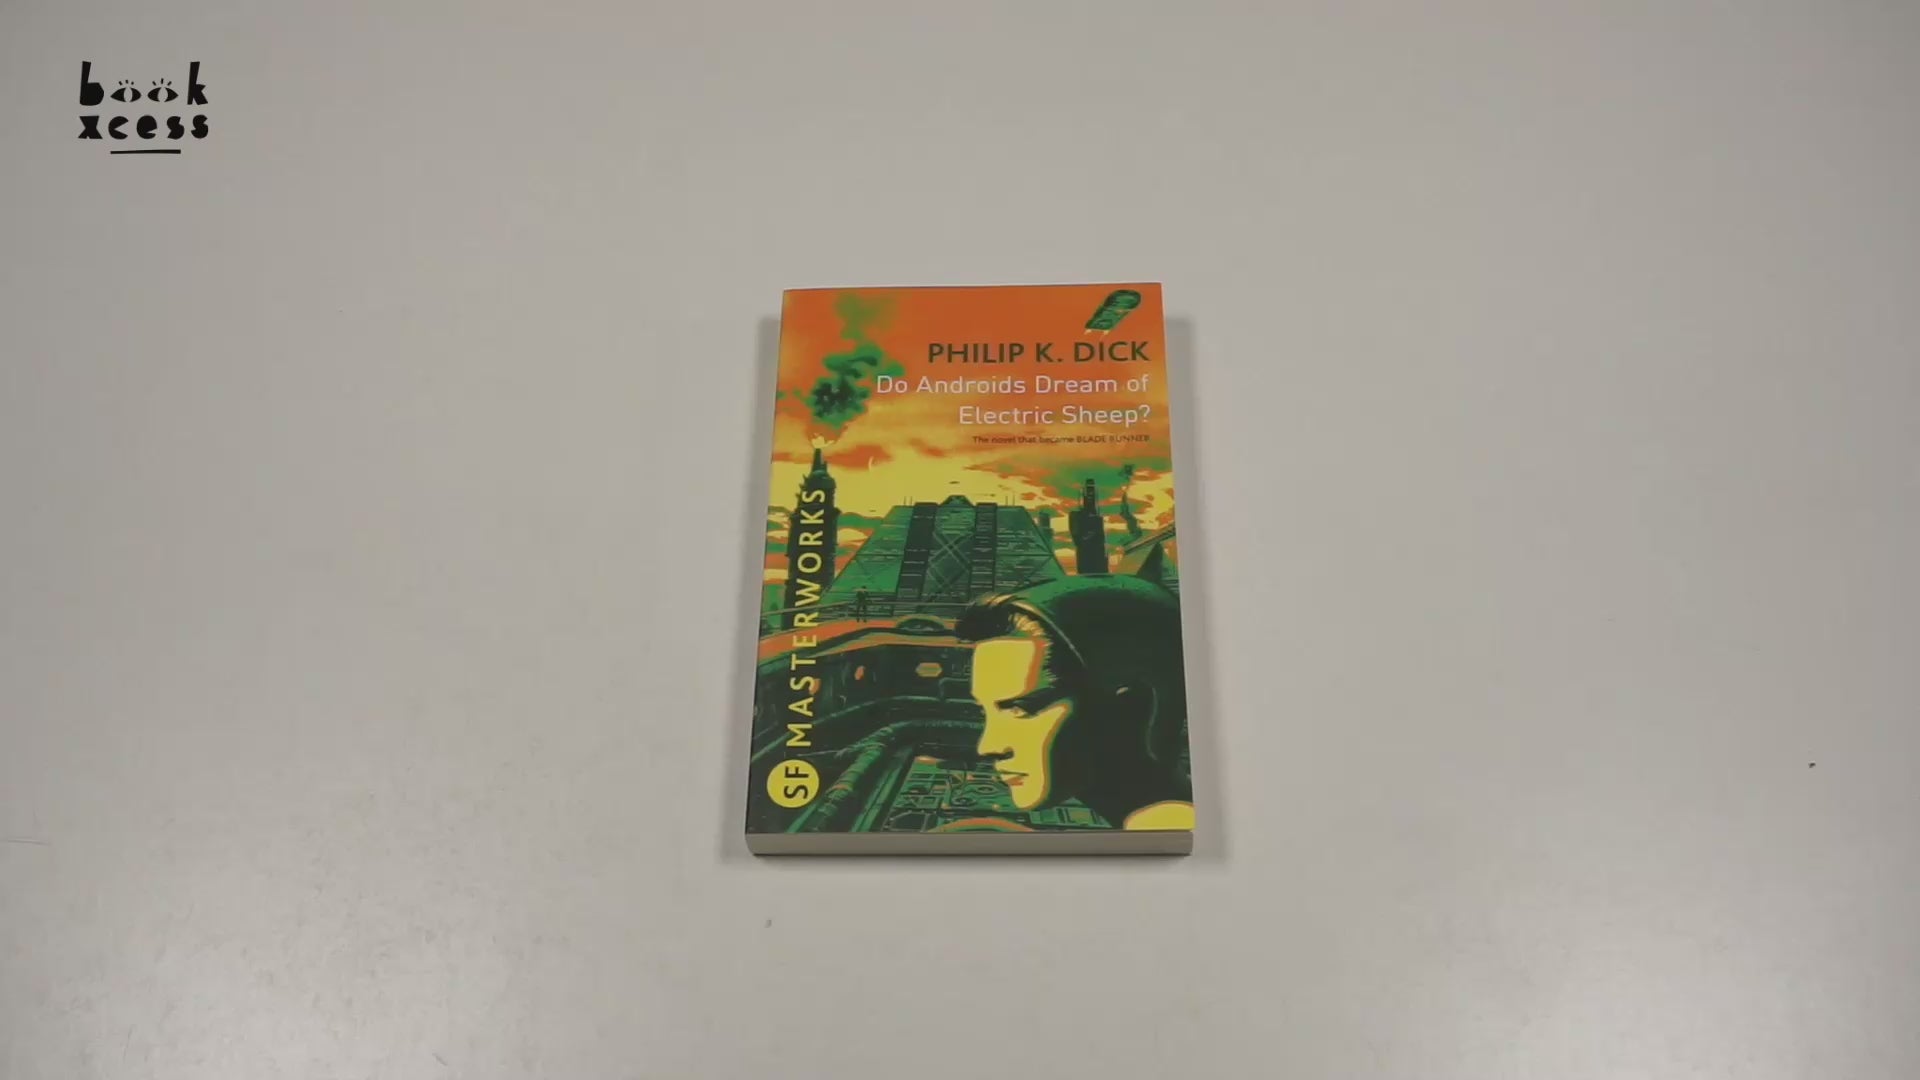 book
xcess
PHILIP K. DICK
Do Androids Dream of
Electric Sheep?
The novel that became BLADE RUNNER
SF MASTERWORKS